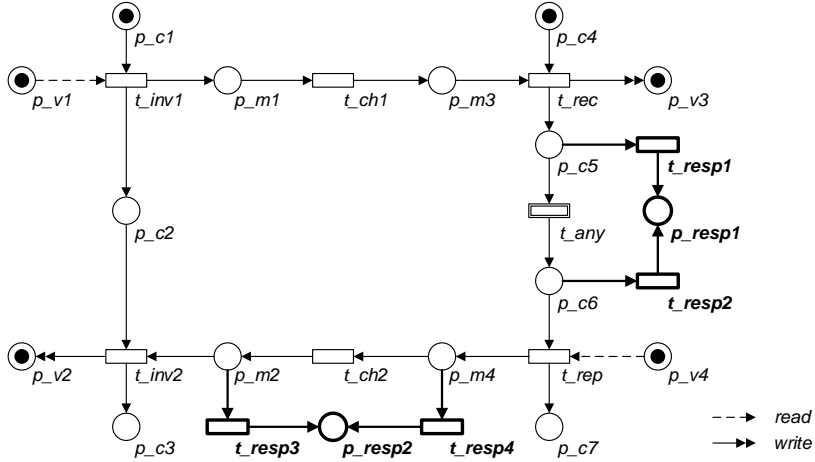 p_c1 p_c4
p_v1 t_inv1 p_m1 t_ch1 p_m3 t_rec p_v3
p_c5 t_resp1
p_c2 t_any p_resp1
p_c6 t_resp2
p_v2 t_inv2 p_m2 t_ch2 p_m4 t_rep p_v4
p_c3 t_resp3 p_resp2 t_resp4 p_c7
read
write